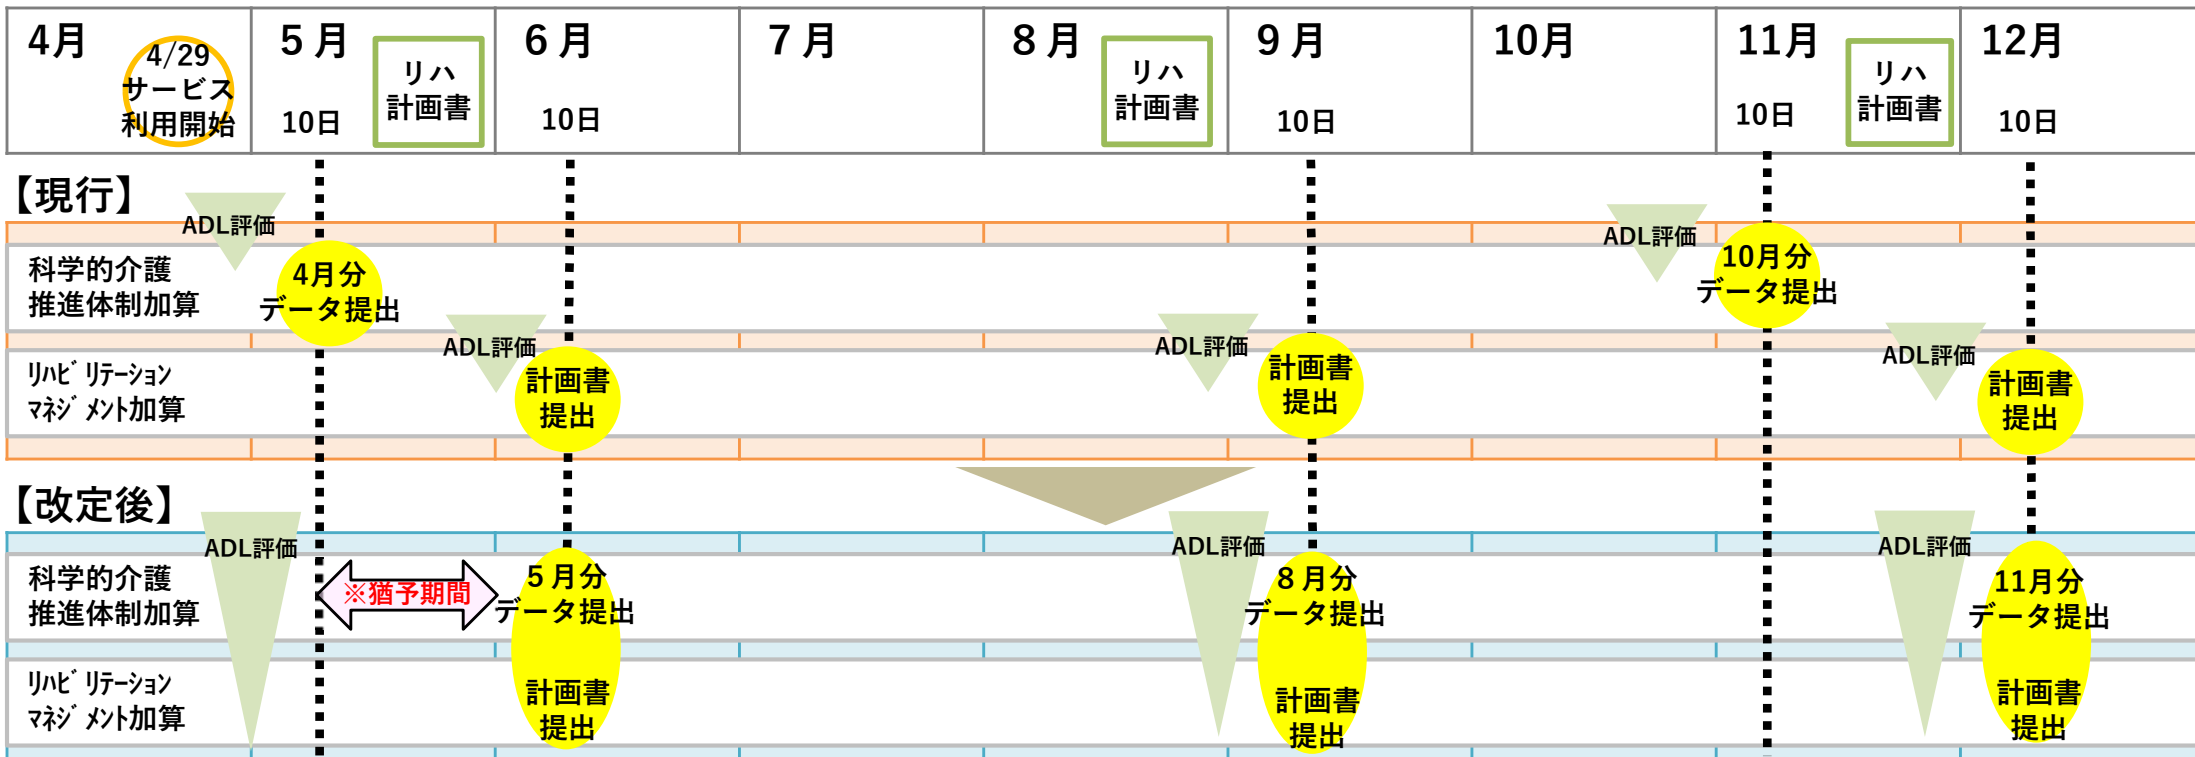 4月
4/29
サービス
利用開始
5月
10日
リハ
計画書
6月
10日
7月
8月
リハ
計画書
9月
10日
10月
11月
10日
リハ
計画書
12月
10日
【現行】
ADL評価
ADL評価
科学的介護
推進体制加算
4月分
データ提出
10月分
データ提出
ADL評価
ADL評価
ADL評価
リハビリテーション
マネジメント加算
計画書
提出
計画書
提出
計画書
提出
【改定後】
ADL評価
ADL評価
ADL評価
科学的介護
推進体制加算
※猶予期間
5月分
データ提出
8月分
データ提出
11月分
データ提出
リハビリテーション
マネジメント加算
計画書
提出
計画書
提出
計画書
提出